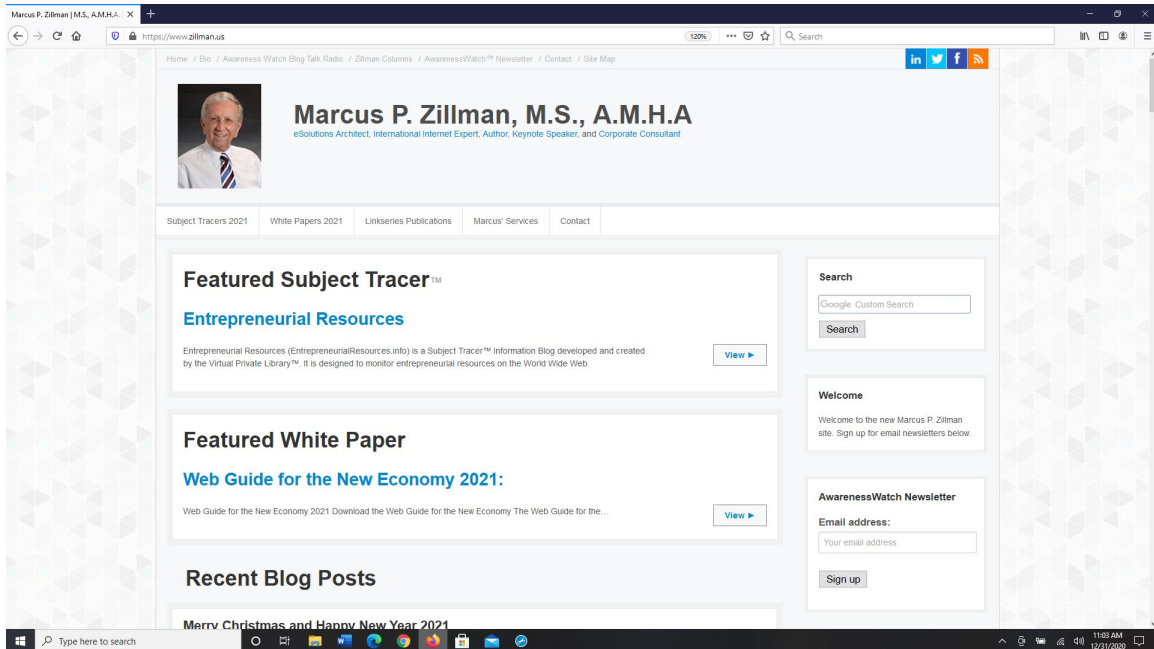 Marcus P. Zillman | M.S., A.M.H.A. |
https://www.zillman.us
120%
Search
Home / Bio / Awareness Watch Blog Talk Radio / Zillman Columns / AwarenessWatch™ Newsletter / Contact / Site Map
in
f
Marcus P. Zillman, M.S., A.M.H.A
eSolutions Architect, International Internet Expert, Author, Keynote Speaker, and Corporate Consultant
Subject Tracers 2021 White Papers 2021 Linkseries Publications Marcus' Services Contact
Featured Subject Tracer™
Entrepreneurial Resources
Entrepreneurial Resources (EntrepreneurialResources.info) is a Subject Tracer™ Information Blog developed and created
by the Virtual Private Library™. It is designed to monitor entrepreneurial resources on the World Wide Web.
View ►
Featured White Paper
Web Guide for the New Economy 2021:
Web Guide for the New Economy 2021 Download the Web Guide for the New Economy The Web Guide for the…
View ►
Recent Blog Posts
Merry Christmas and Happy New Year 2021
Search
Google Custom Search
Search
Welcome
Welcome to the new Marcus P. Zillman
site. Sign up for email newsletters below.
AwarenessWatch Newsletter
Email address:
Your email address
Sign up
Type here to search
11:03 AM
12/31/2020